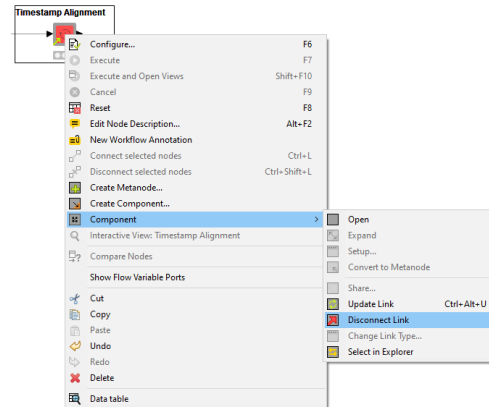 Timestamp Alignment
Configure... F6
Execute F7
Execute and Open Views Shift+F10
Cancel F9
Reset F8
Edit Node Description... Alt+F2
New Workflow Annotation
Connect selected nodes Ctrl+L
Disconnect selected nodes Ctrl+Shift+L
Create Metanode...
Create Component...
Component
Interactive View: Timestamp Alignment
Compare Nodes
Show Flow Variable Ports
Cut
Copy
Paste
Undo
Redo
Delete
Data table
Open
Expand
Setup...
Convert to Metanode
Share...
Update Link Ctrl+Alt+U
Disconnect Link
Change Link Type...
Select in Explorer